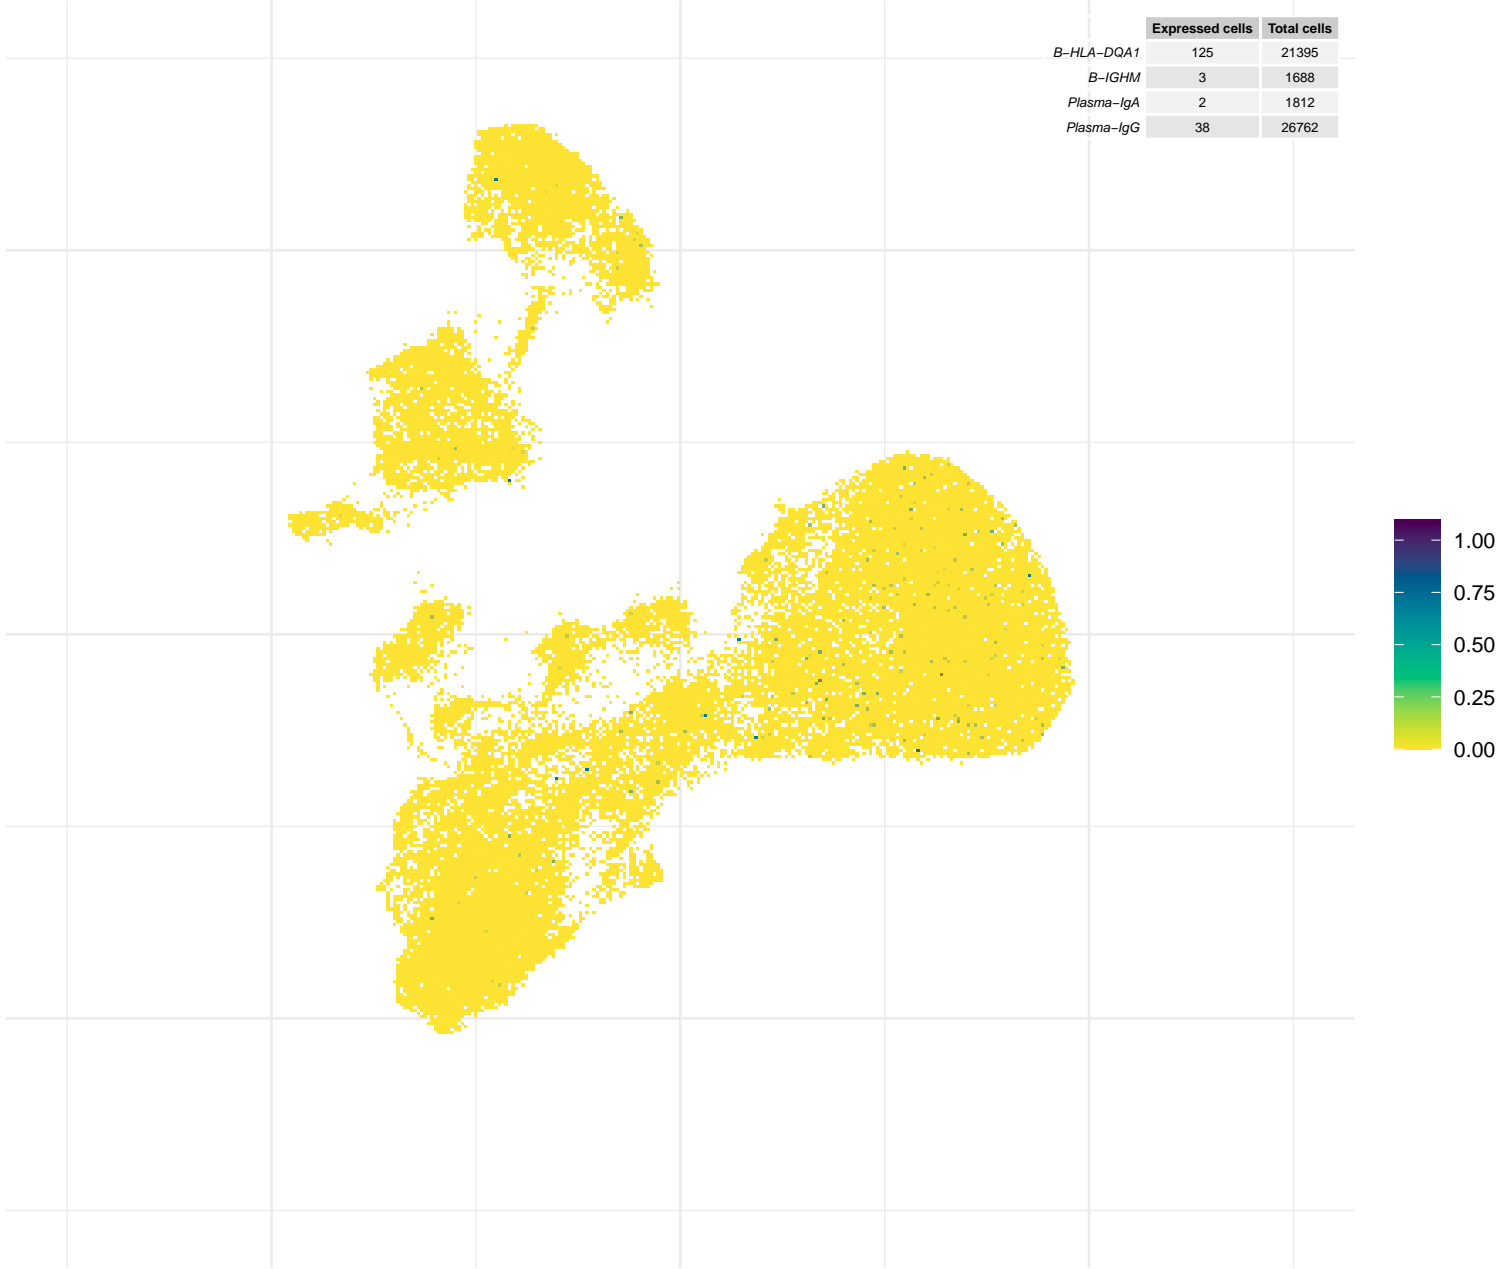 Expressed cells Total cells
B−HLA−DQA1 125 21395
B−IGHM 3 1688
Plasma−IgA 2 1812
Plasma−IgG 38 26762
1.00
0.75
0.50
0.25
0.00